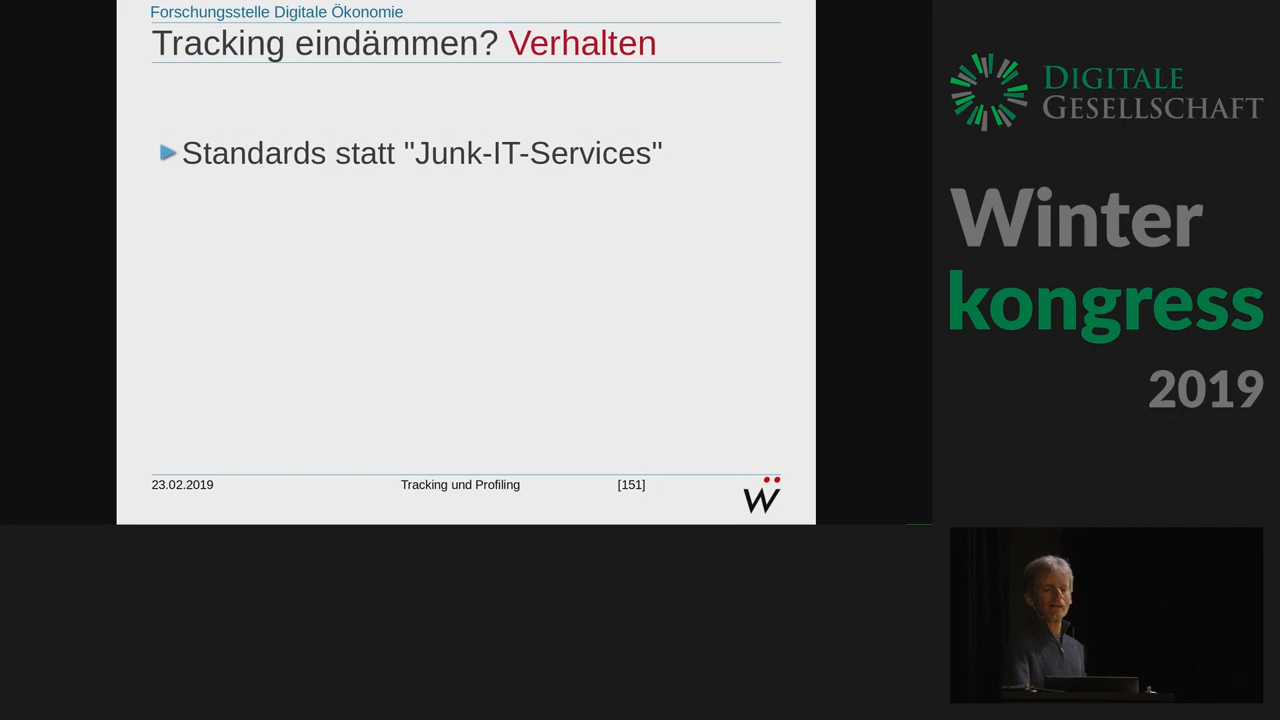 Forschungsstelle Digitale Ökonomie
Tracking eindämmen? Verhalten
Standards statt "Junk-IT-Services"
23.02.2019 Tracking und Profiling [151]
ẅ
DIGITALE
GESELLSCHAFT
Winter
kongress
2019